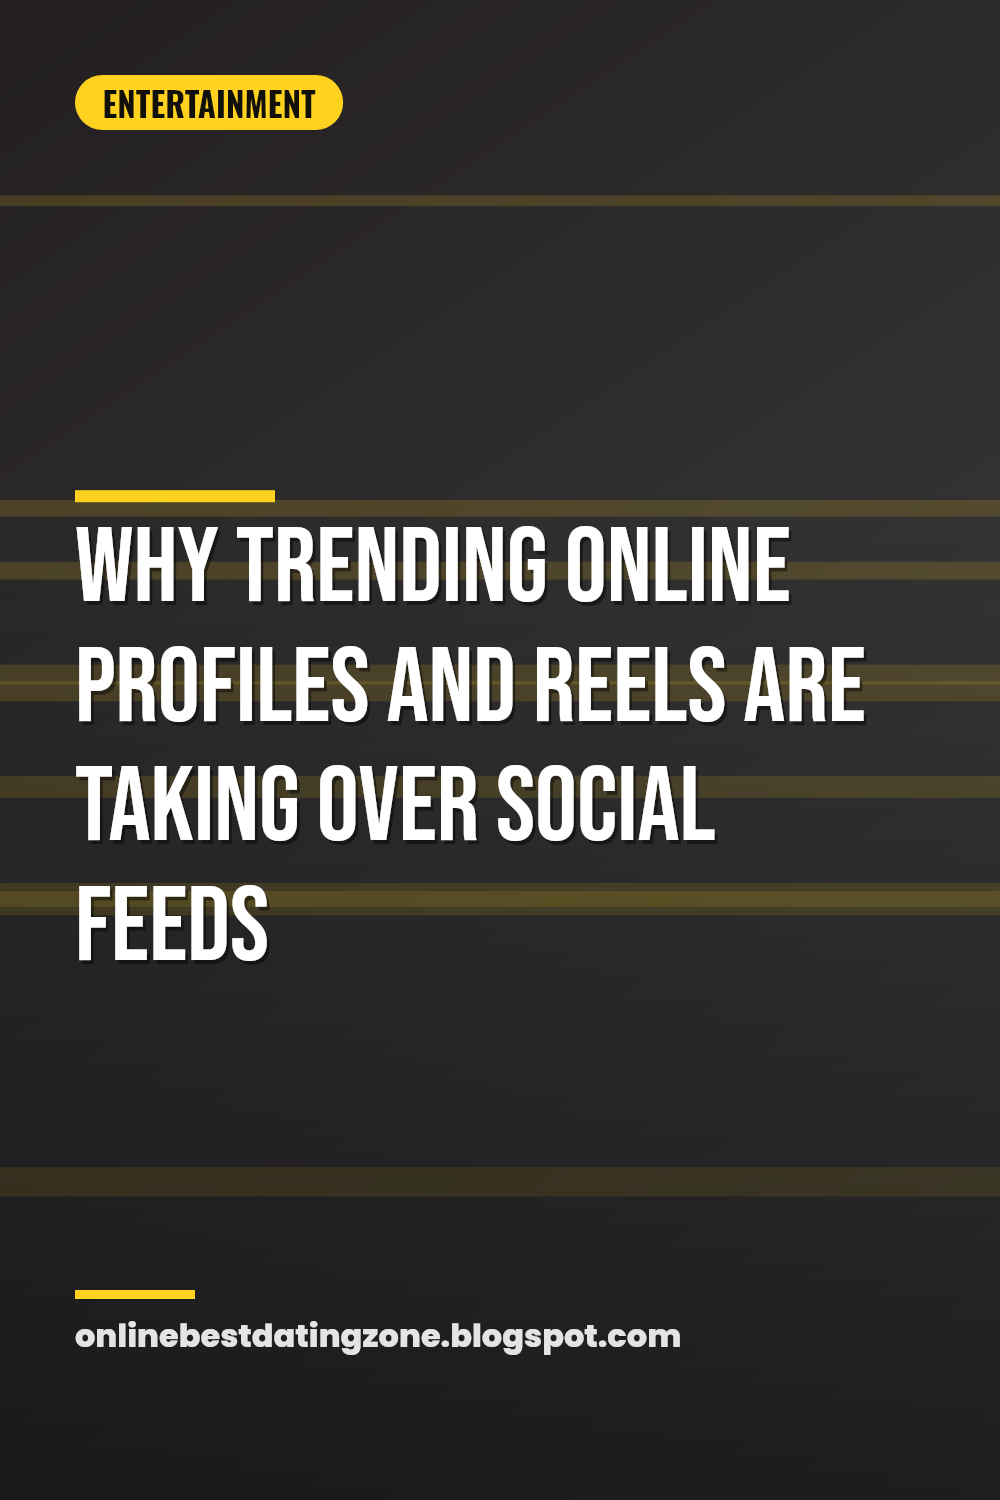 ENTERTAINMENT
WHY TRENDING ONLINE
PROFILES AND REELS ARE
TAKING OVER SOCIAL
FEEDS
onlinebestdatingzone.blogspot.com